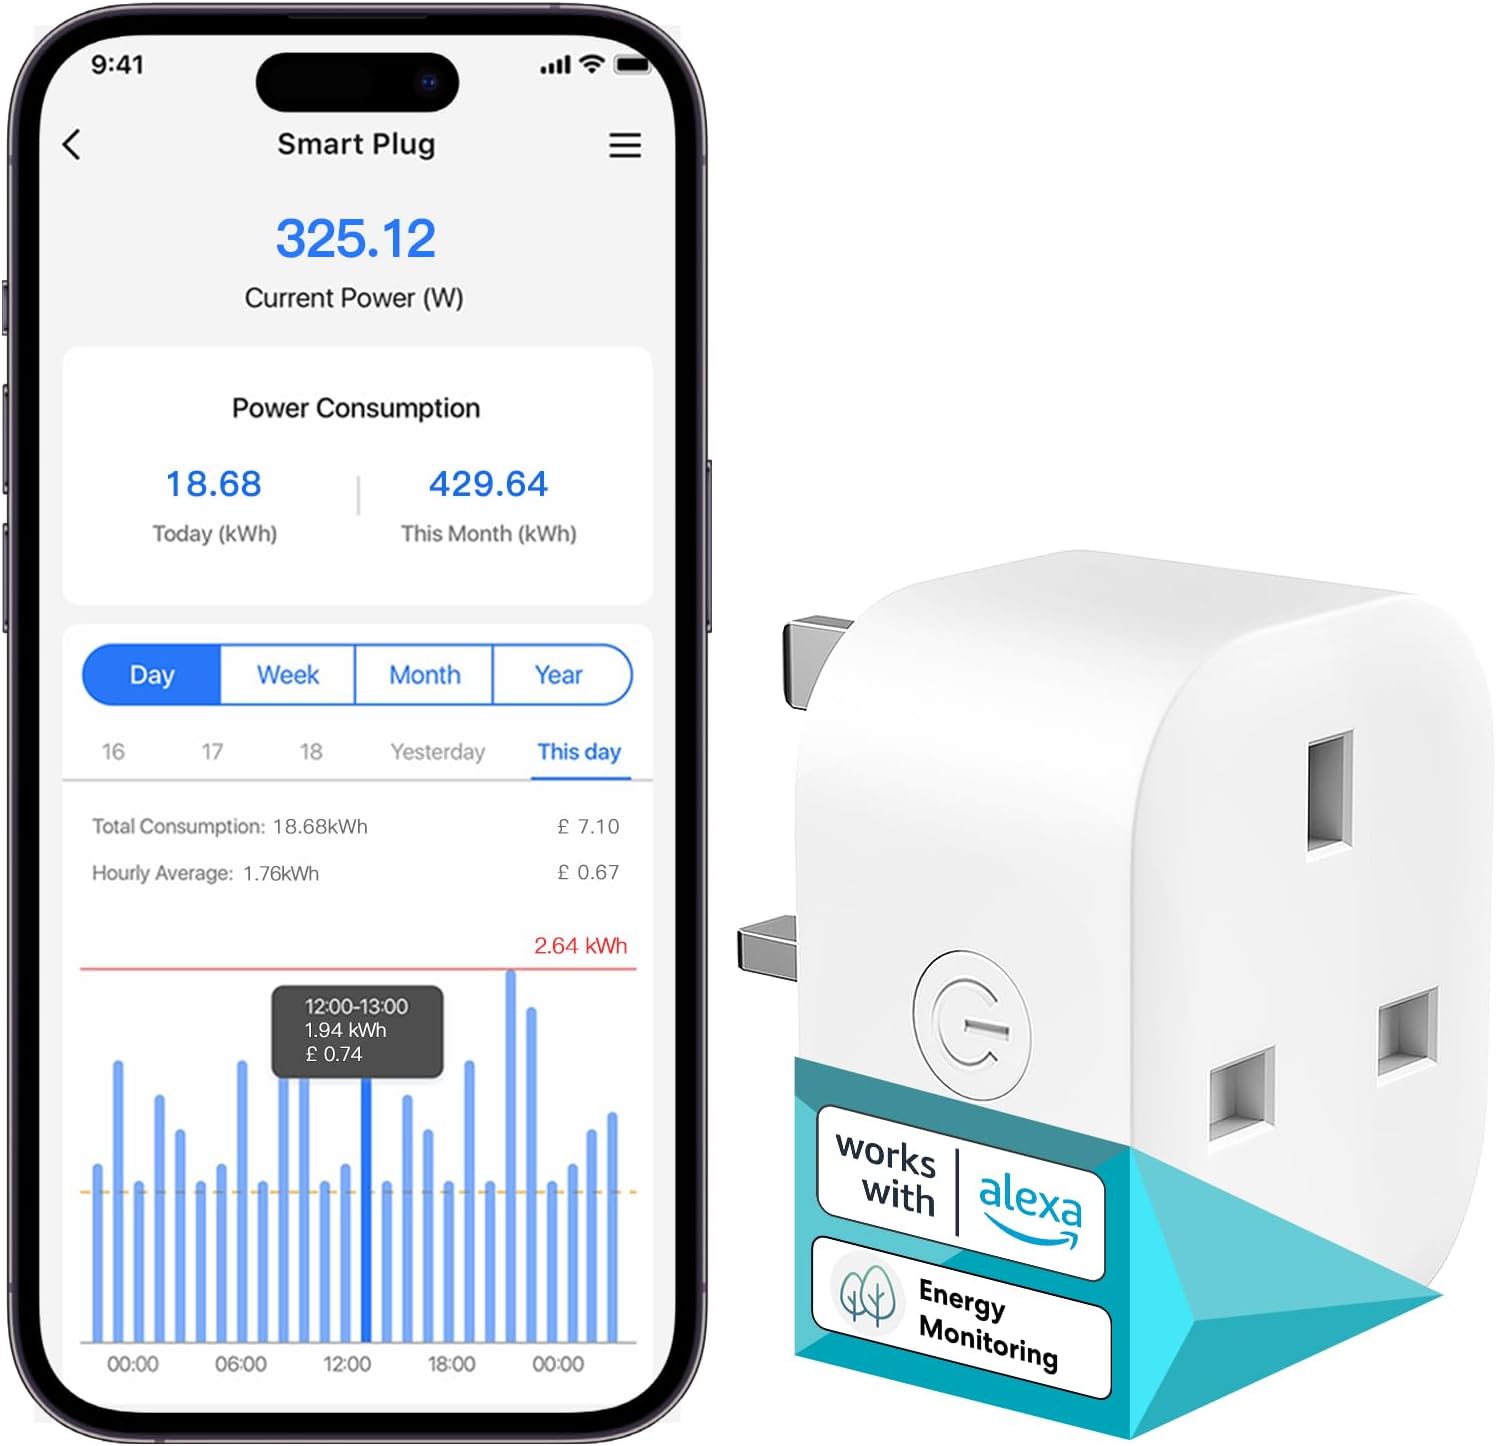 9:41
Smart Plug
325.12
Current Power (W)
Power Consumption
18.68 429.64
Today (kWh) This Month (kWh)
Day Week Month Year
16 17 18 Yesterday This day
Total Consumption: 18.68kWh £ 7.10
Hourly Average: 1.76kWh £ 0.67
2.64 kWh
12:00-13:00
1.94 kWh
£ 0.74
00:00 06:00 12:00 18:00 00:00
works
with
alexa
Energy
Monitoring